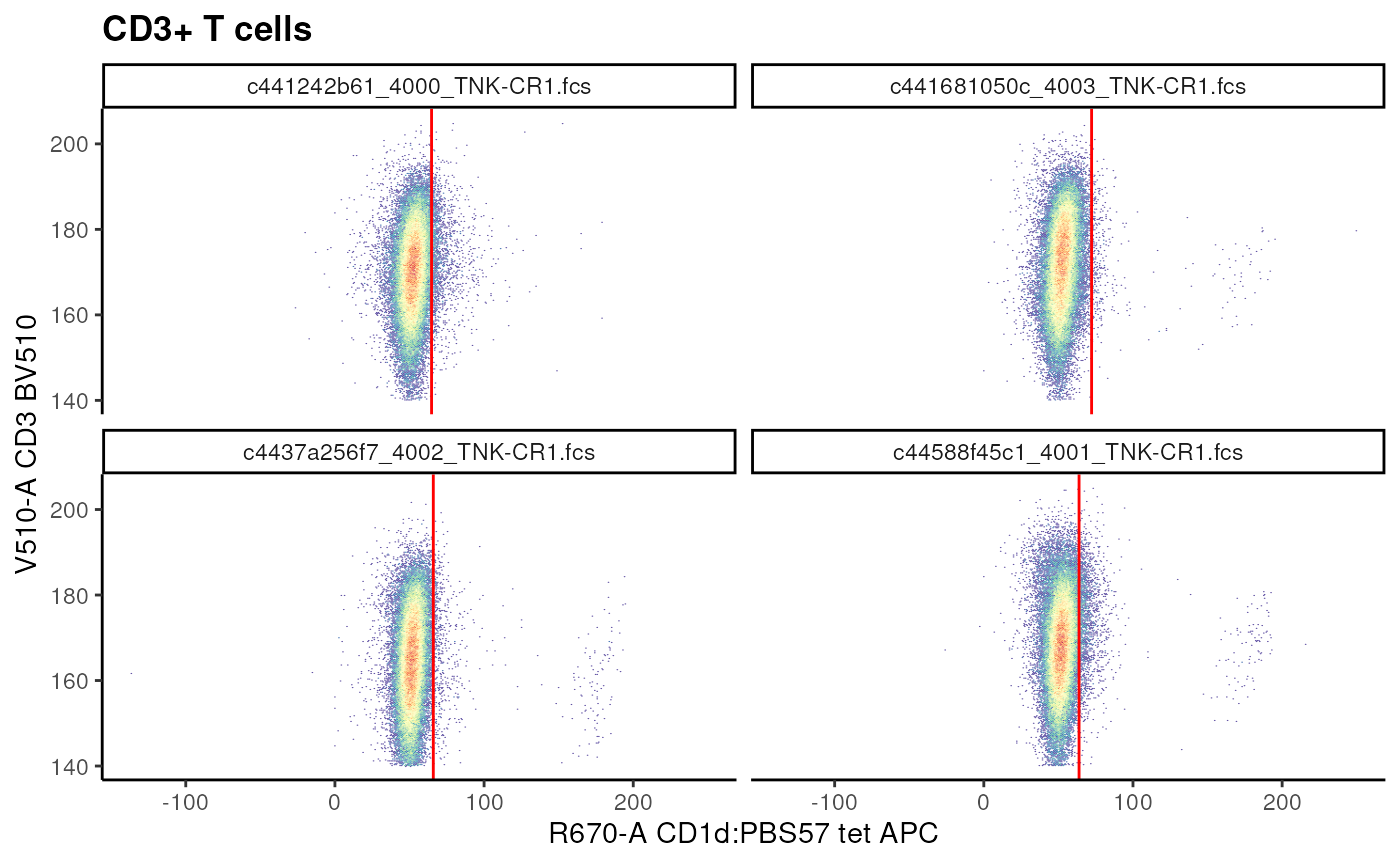 CD3+ T cells
c441242b61_4000_TNK-CR1.fcs
c441681050c_4003_TNK-CR1.fcs
200
180
160
140
c4437a256f7_4002_TNK-CR1.fcs
c44588f45c1_4001_TNK-CR1.fcs
200
180
160
140
V510-A CD3 BV510
-100 0 100 200
-100 0 100 200
R670-A CD1d:PBS57 tet APC